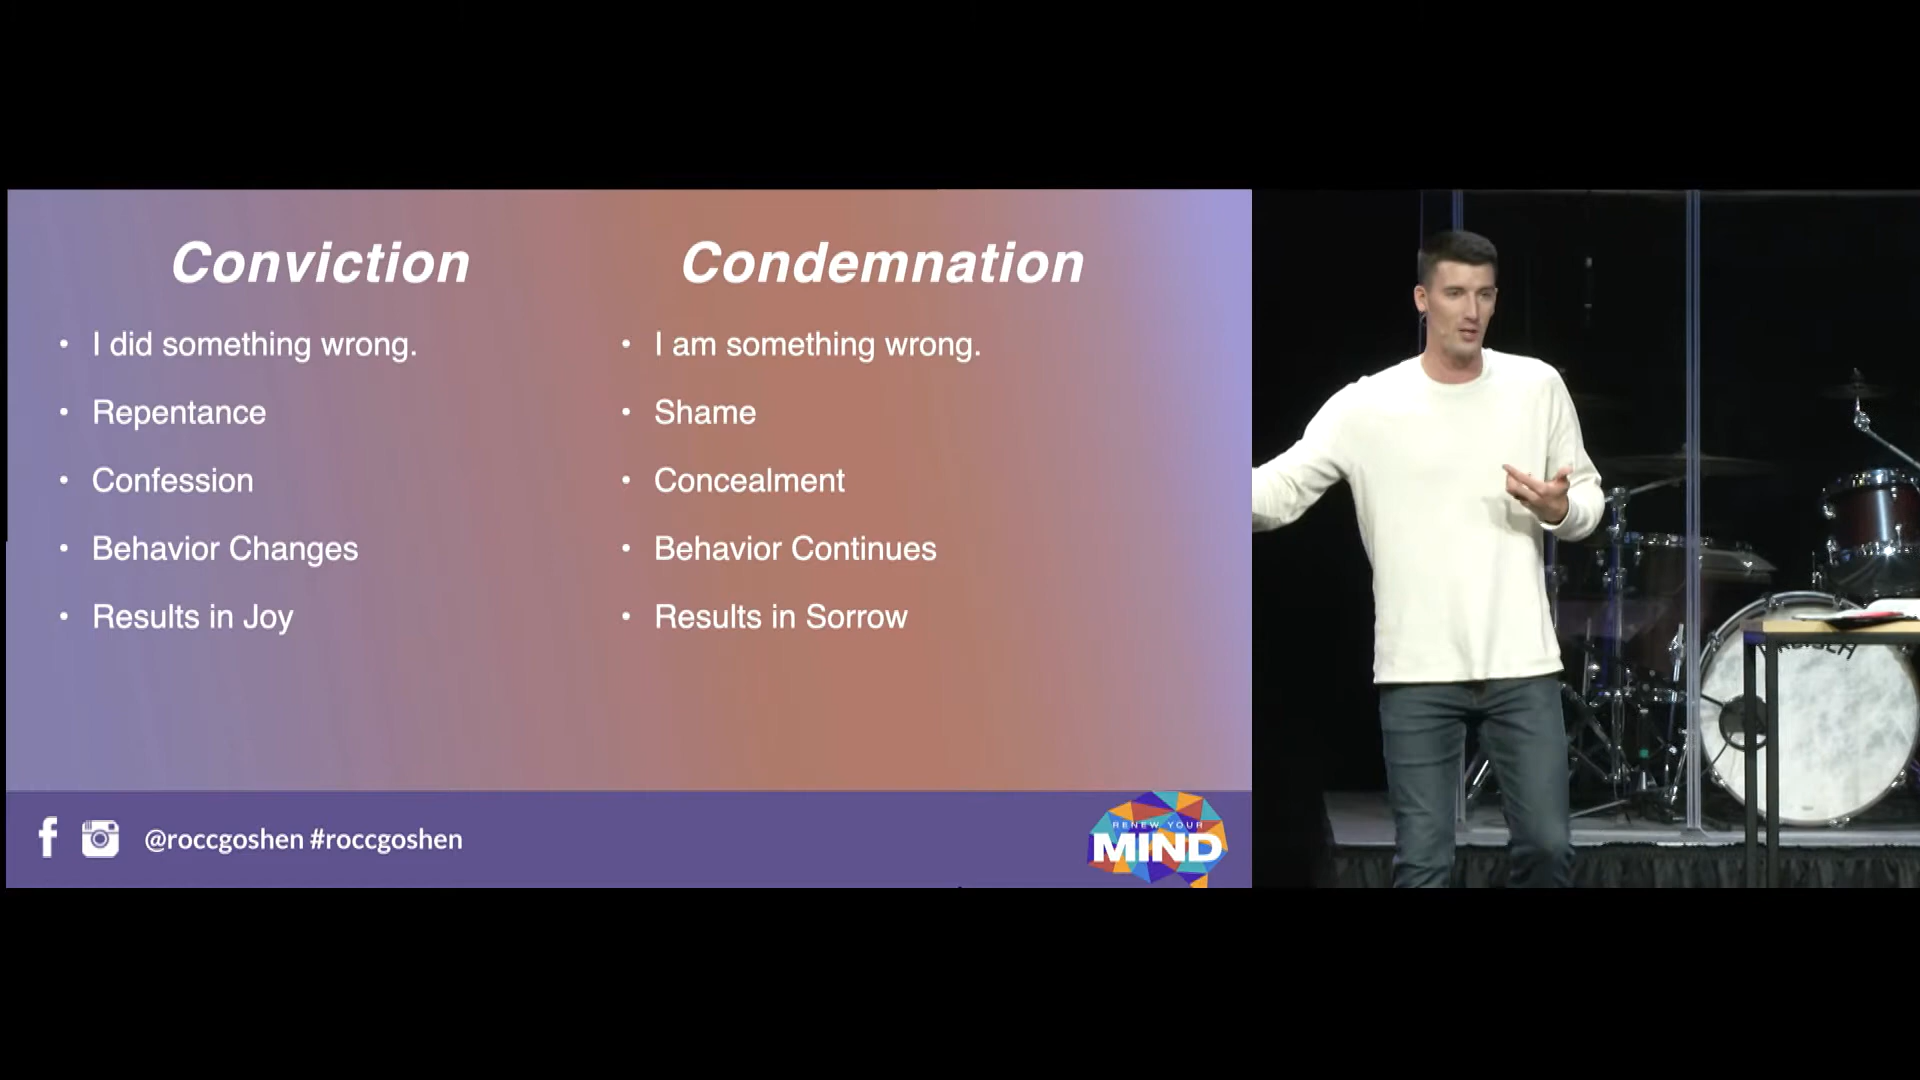 Conviction
• I did something wrong.
• Repentance
• Confession
• Behavior Changes
• Results in Joy
Condemnation
• I am something wrong.
• Shame
• Concealment
• Behavior Continues
• Results in Sorrow
@roccgoshen #roccgoshen
RENEW YOUR
MIND